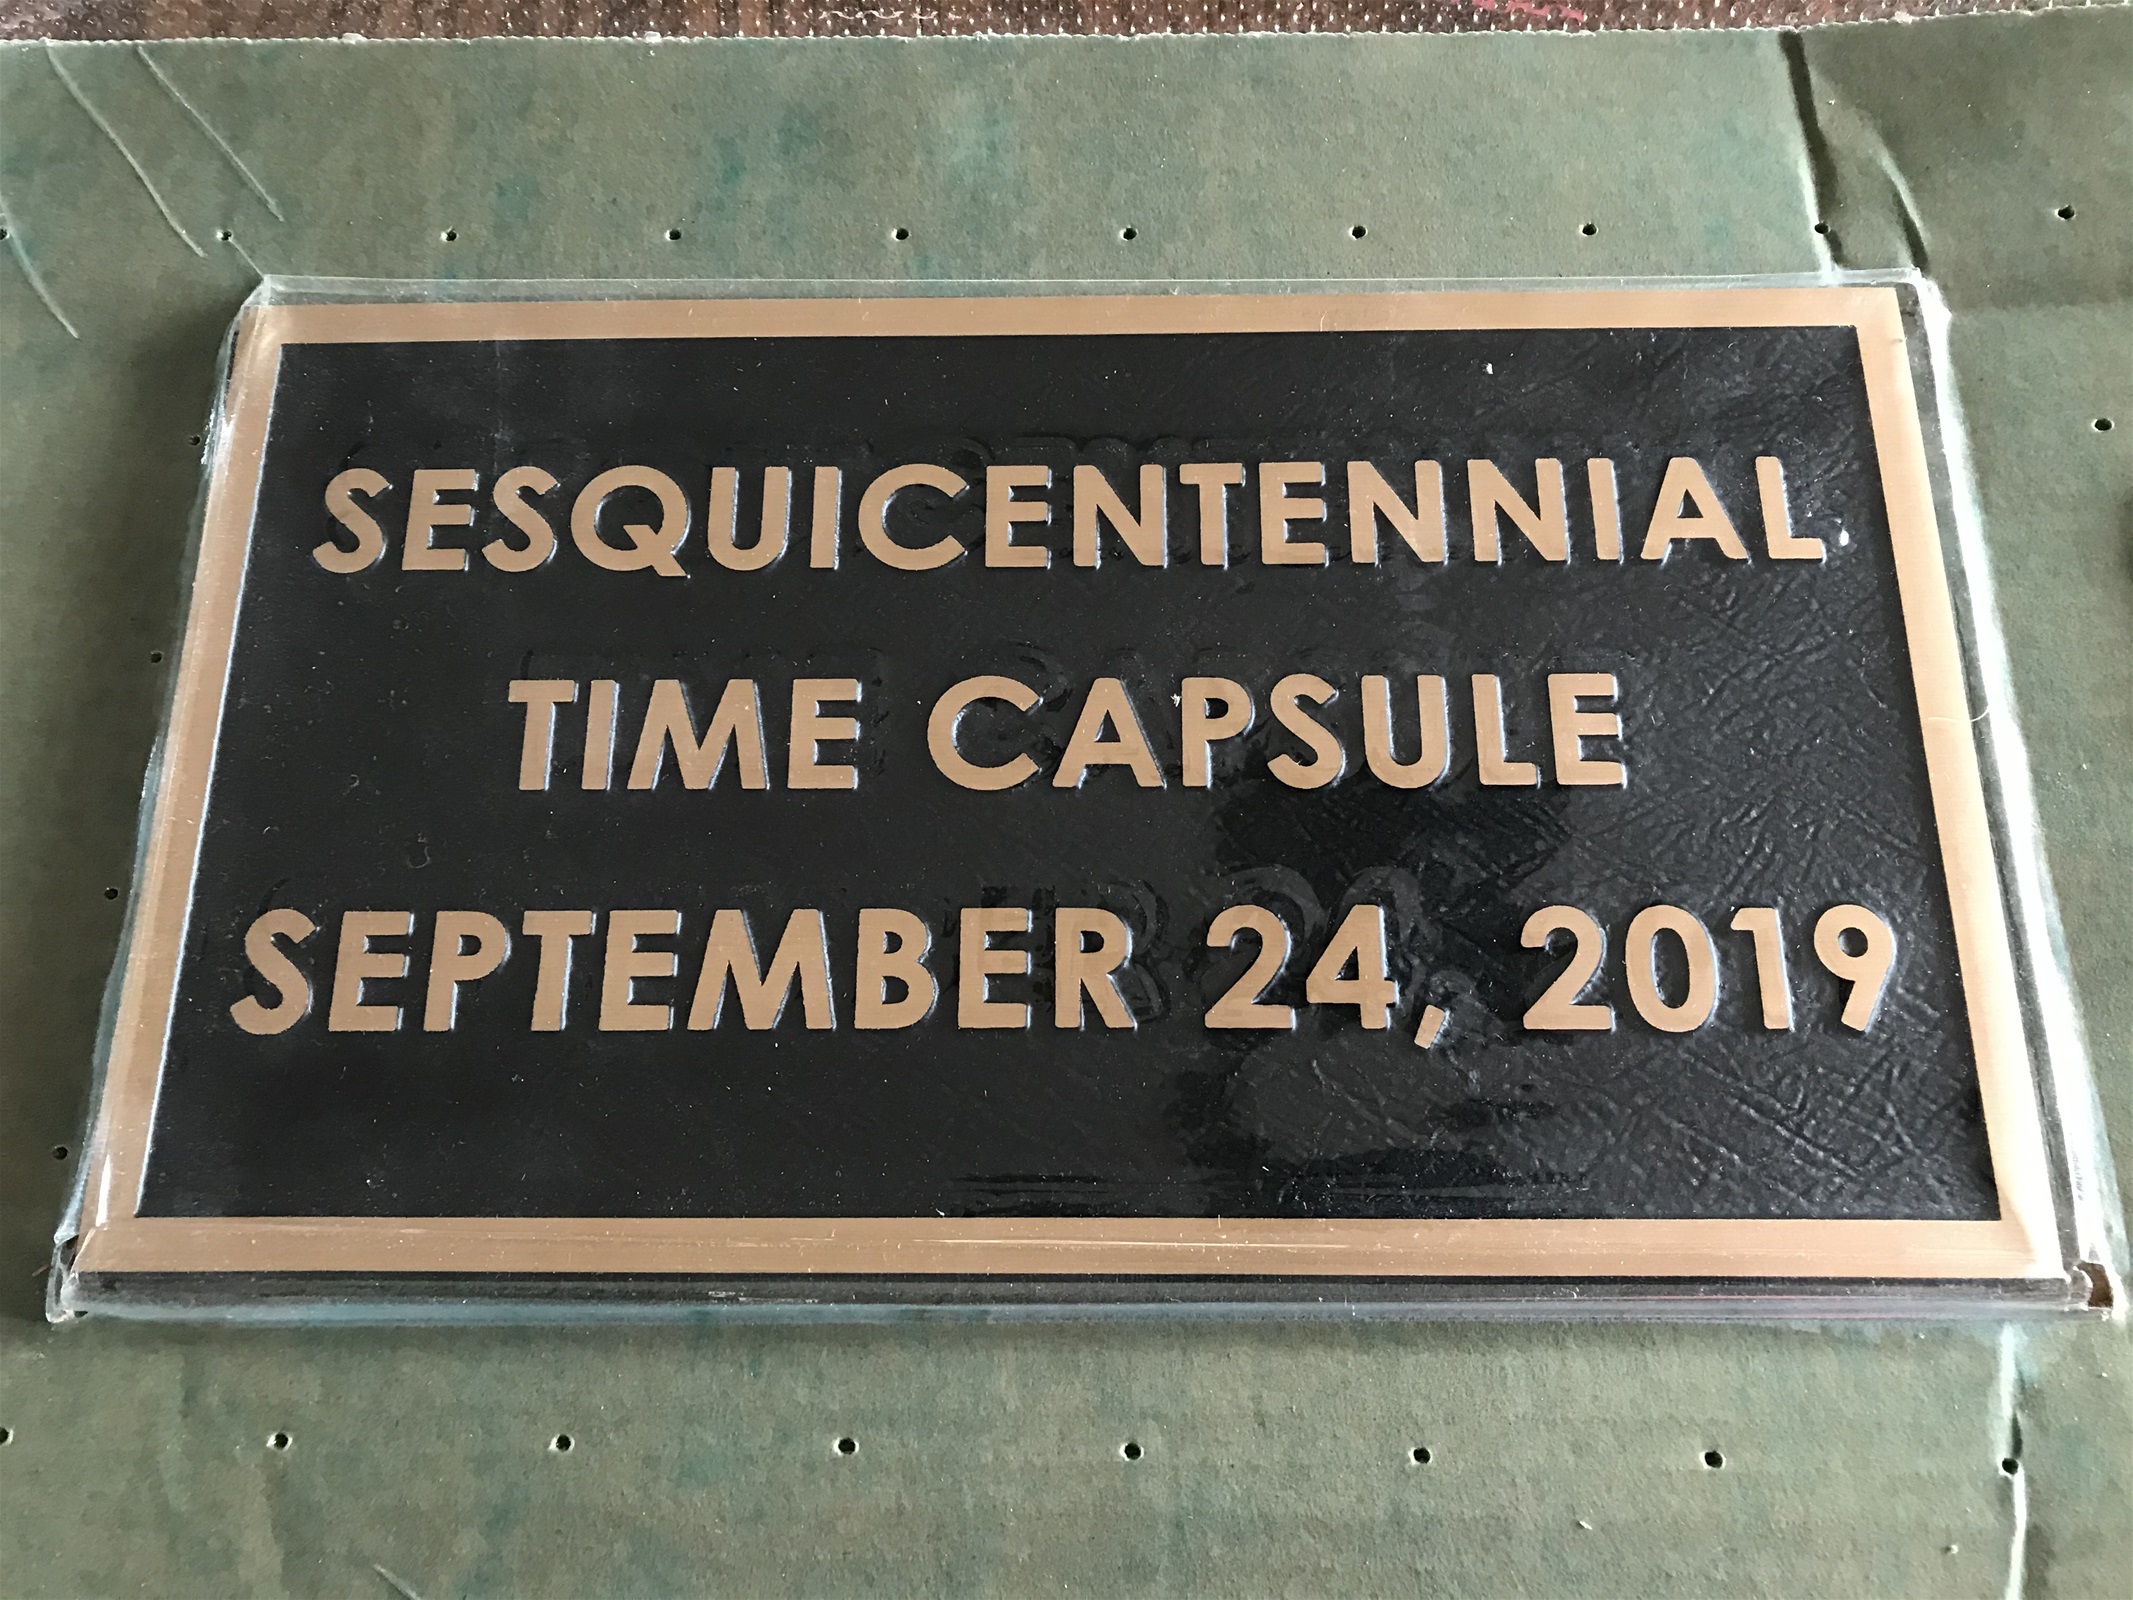 SESQUICENTENNIAL
TIME CAPSULE
SEPTEMBER 24, 2019